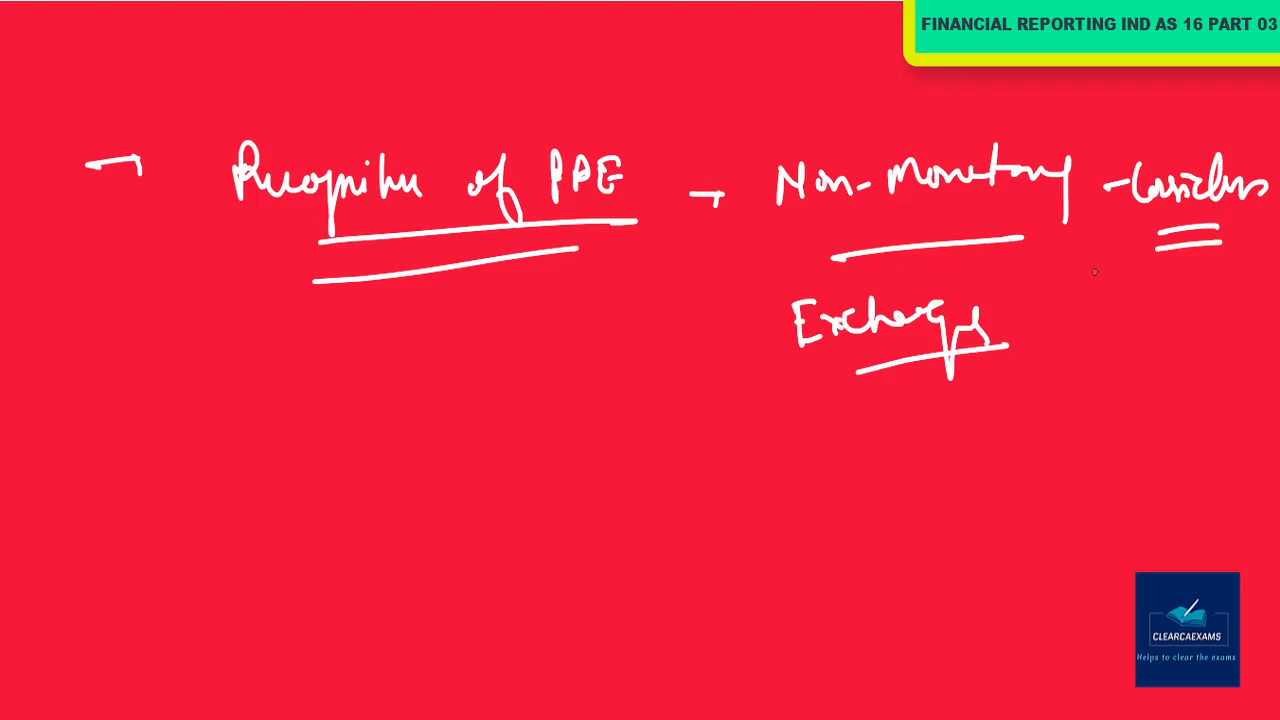 FINANCIAL REPORTING IND AS 16 PART 03
→ Recognition of PPE → Non-Monetary -
Exchange
CLEARCAEXAMS
Helps to clear the exams